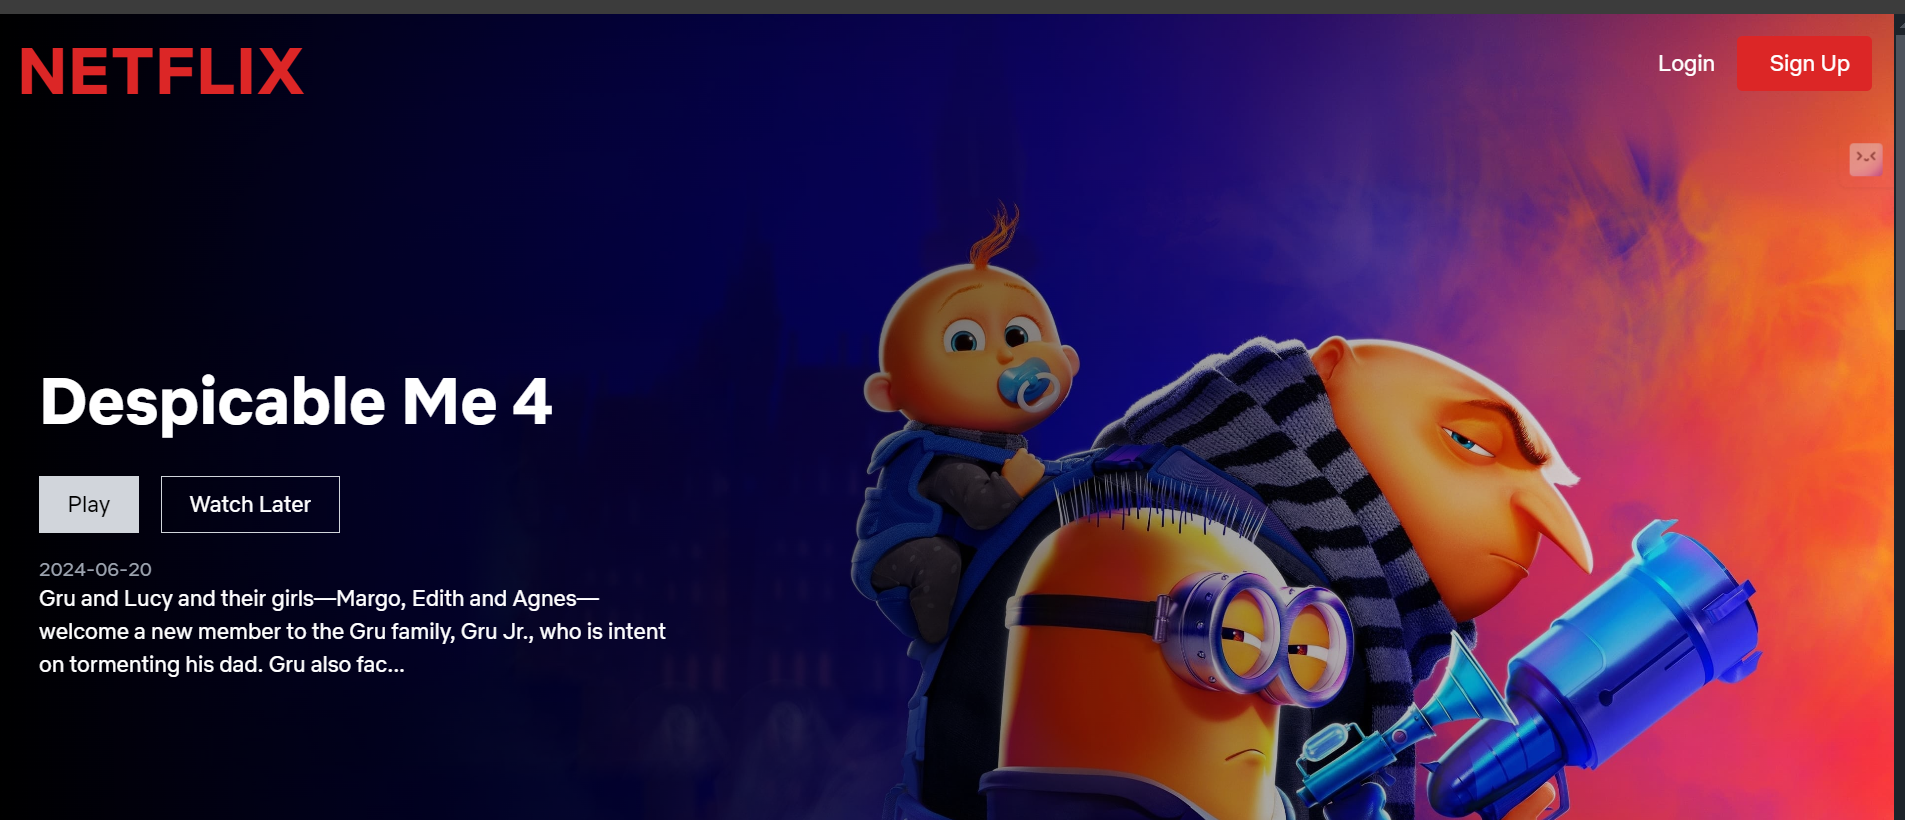 NETFLIX
Login
Sign Up
Despicable Me 4
Play
Watch Later
2024-06-20
Gru and Lucy and their girls—Margo, Edith and Agnes—
welcome a new member to the Gru family, Gru Jr., who is intent
on tormenting his dad. Gru also fac...